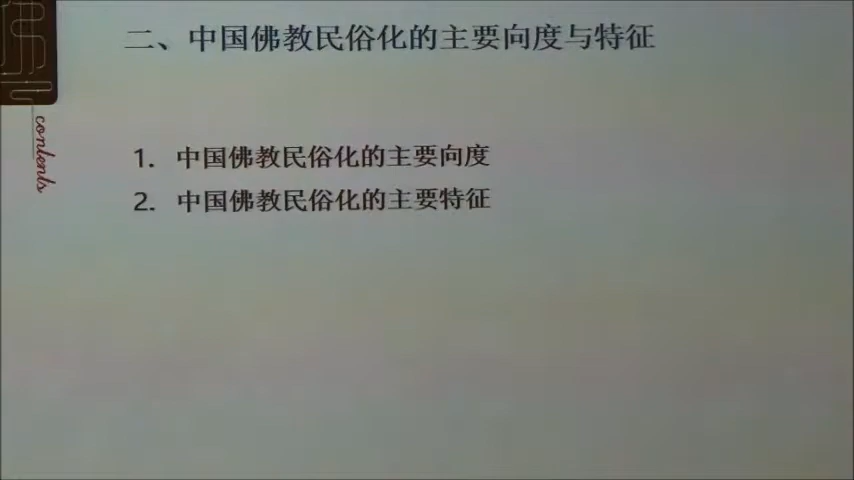 二、中国佛教民俗化的主要向度与特征
contents
1. 中国佛教民俗化的主要向度
2. 中国佛教民俗化的主要特征